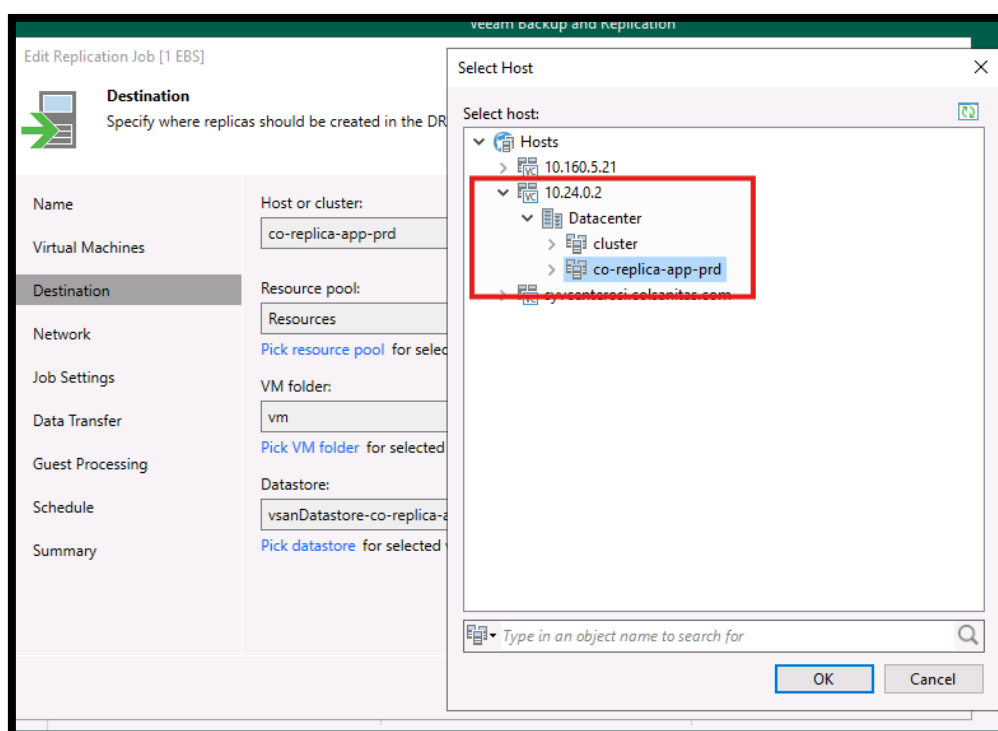 Veeam Backup and Replication
Edit Replication Job [1 EBS]
Destination
Specify where replicas should be created in the DR
Name
Virtual Machines
Destination
Network
Job Settings
Data Transfer
Guest Processing
Schedule
Summary
Host or cluster:
co-replica-app-prd
Resource pool:
Resources
Pick resource pool for selec
VM folder:
vm
Pick VM folder for selected
Datastore:
vsanDatastore-co-replica-a
Pick datastore for selected
Select Host
Select host:
Hosts
10.160.5.21
10.24.0.2
Datacenter
cluster
co-replica-app-prd
syvcenterosi.colsanitas.com
Type in an object name to search for
OK
Cancel